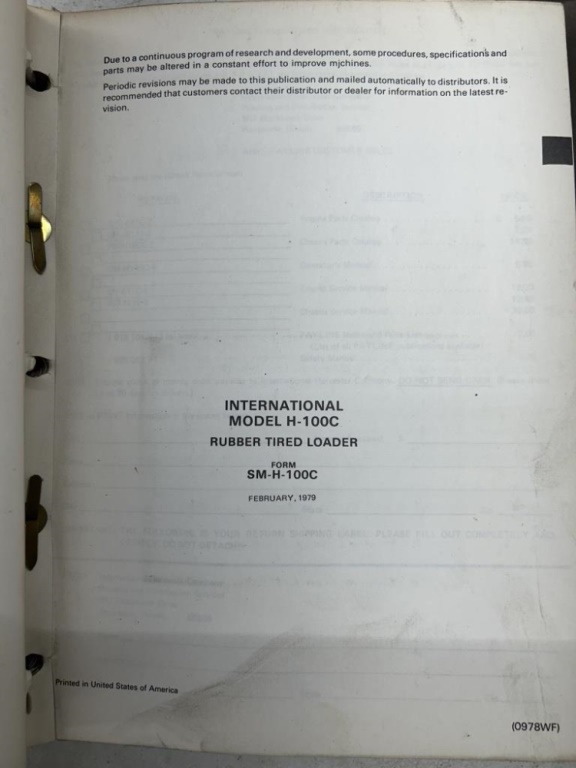 Due to a continuous program of research and development, some procedures, specifications and
parts may be altered in a constant effort to improve mjchines.
Periodic revisions may be made to this publication and mailed automatically to distributors. It is
recommended that customers contact their distributor or dealer for information on the latest re-
vision.
INTERNATIONAL
MODEL H-100C
RUBBER TIRED LOADER
FORM
SM-H-100C
FEBRUARY, 1979
Printed in United States of America
(0978WF)